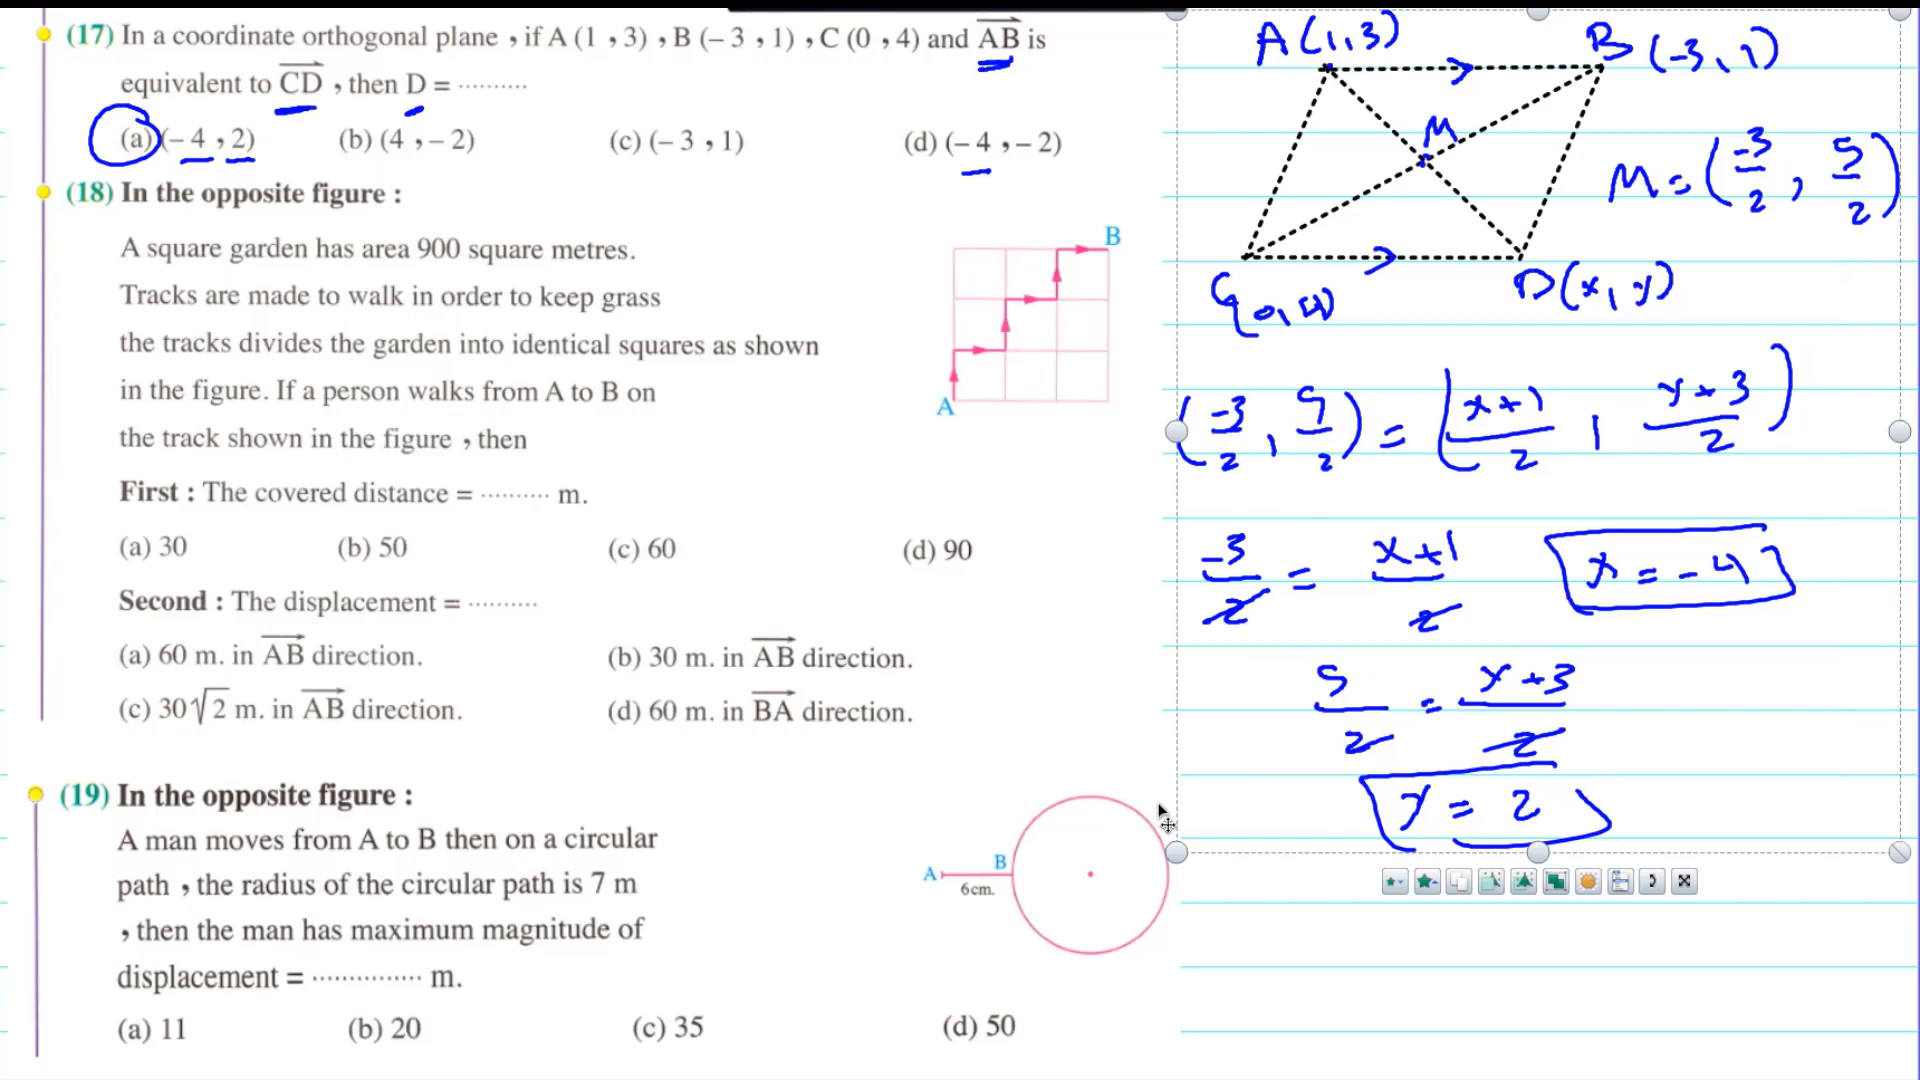 (17) In a coordinate orthogonal plane , if A (1 , 3) , B (– 3 , 1) , C (0 , 4) and AB is
equivalent to CD , then D = ··········
(a) (– 4 , 2) (b) (4 , – 2) (c) (– 3 , 1) (d) (– 4 , – 2)
(18) In the opposite figure :
A square garden has area 900 square metres.
Tracks are made to walk in order to keep grass
the tracks divides the garden into identical squares as shown
in the figure. If a person walks from A to B on
the track shown in the figure , then
B
A
First : The covered distance = ·········· m.
(a) 30 (b) 50 (c) 60 (d) 90
Second : The displacement = ··········
(a) 60 m. in AB direction. (b) 30 m. in AB direction.
(c) 30√2 m. in AB direction. (d) 60 m. in BA direction.
(19) In the opposite figure :
A man moves from A to B then on a circular
path , the radius of the circular path is 7 m
, then the man has maximum magnitude of
displacement = ··············· m.
A B
6cm.
(a) 11 (b) 20 (c) 35 (d) 50
A (1, 3) B (-3, 1)
M
M = (-3/2, 5/2)
C(0, 4) D(x, y)
(-3/2, 5/2) = (x+1/2, y+3/2)
-3/2 = x+1/2 x = -4
5/2 = y+3/2
y = 2